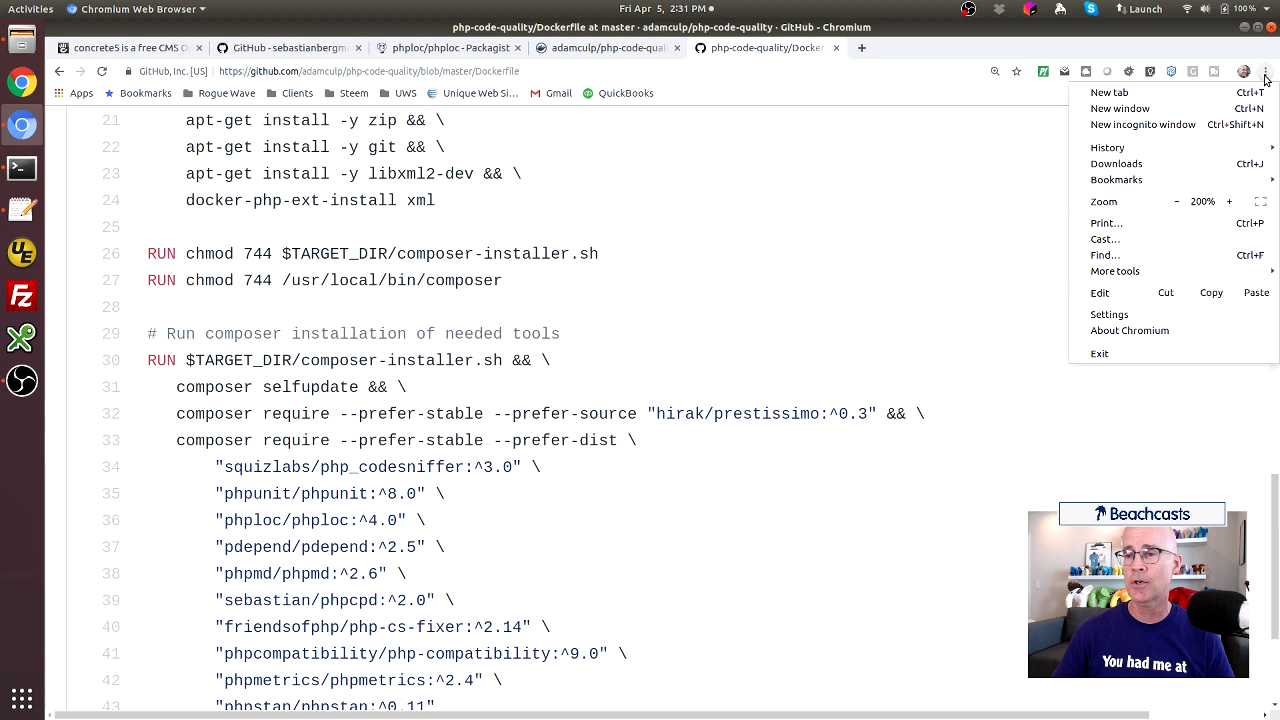 Activities
Chromium Web Browser
Fri Apr 5, 2:31 PM
Launch
100%
php-code-quality/Dockerfile at master · adamculp/php-code-quality · GitHub - Chromium
concrete5 is a free CMS O
GitHub - sebastianbergm
phploc/phploc - Packagist
adamculp/php-code-quali
php-code-quality/Docker
GitHub, Inc. [US]
https://github.com/adamculp/php-code-quality/blob/master/Dockerfile
Apps
Bookmarks
Rogue Wave
Clients
Steem
UWS
Unique Web Si...
Gmail
QuickBooks
New tab Ctrl+T
New window Ctrl+N
New incognito window Ctrl+Shift+N
History
Downloads Ctrl+J
Bookmarks
Zoom - 200% +
Print... Ctrl+P
Cast...
Find... Ctrl+F
More tools
Edit Cut Copy Paste
Settings
About Chromium
Exit
21 apt-get install -y zip && \
22 apt-get install -y git && \
23 apt-get install -y libxml2-dev && \
24 docker-php-ext-install xml
25
26 RUN chmod 744 $TARGET_DIR/composer-installer.sh
27 RUN chmod 744 /usr/local/bin/composer
28
29 # Run composer installation of needed tools
30 RUN $TARGET_DIR/composer-installer.sh && \
31 composer selfupdate && \
32 composer require --prefer-stable --prefer-source "hirak/prestissimo:^0.3" && \
33 composer require --prefer-stable --prefer-dist \
34 "squizlabs/php_codesniffer:^3.0" \
35 "phpunit/phpunit:^8.0" \
36 "phploc/phploc:^4.0" \
37 "pdepend/pdepend:^2.5" \
38 "phpmd/phpmd:^2.6" \
39 "sebastian/phpcpd:^2.0" \
40 "friendsofphp/php-cs-fixer:^2.14" \
41 "phpcompatibility/php-compatibility:^9.0" \
42 "phpmetrics/phpmetrics:^2.4" \
43 "phpstan/phpstan:^0.11"
Beachcasts
You had me at